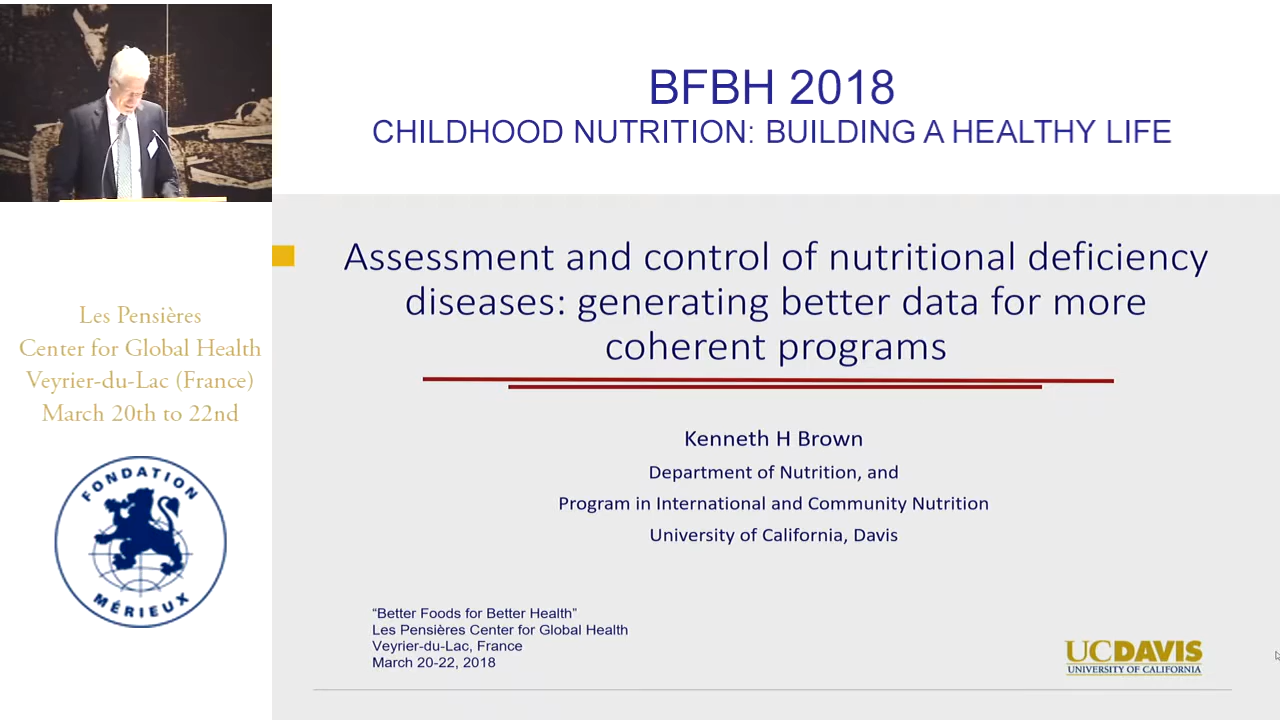 BFBH 2018
CHILDHOOD NUTRITION: BUILDING A HEALTHY LIFE
Assessment and control of nutritional deficiency
diseases: generating better data for more
coherent programs
Kenneth H Brown
Department of Nutrition, and
Program in International and Community Nutrition
University of California, Davis
“Better Foods for Better Health”
Les Pensières Center for Global Health
Veyrier-du-Lac, France
March 20-22, 2018
UCDAVIS
UNIVERSITY OF CALIFORNIA
Les Pensières
Center for Global Health
Veyrier-du-Lac (France)
March 20th to 22nd
FONDATION
MÉRIEUX